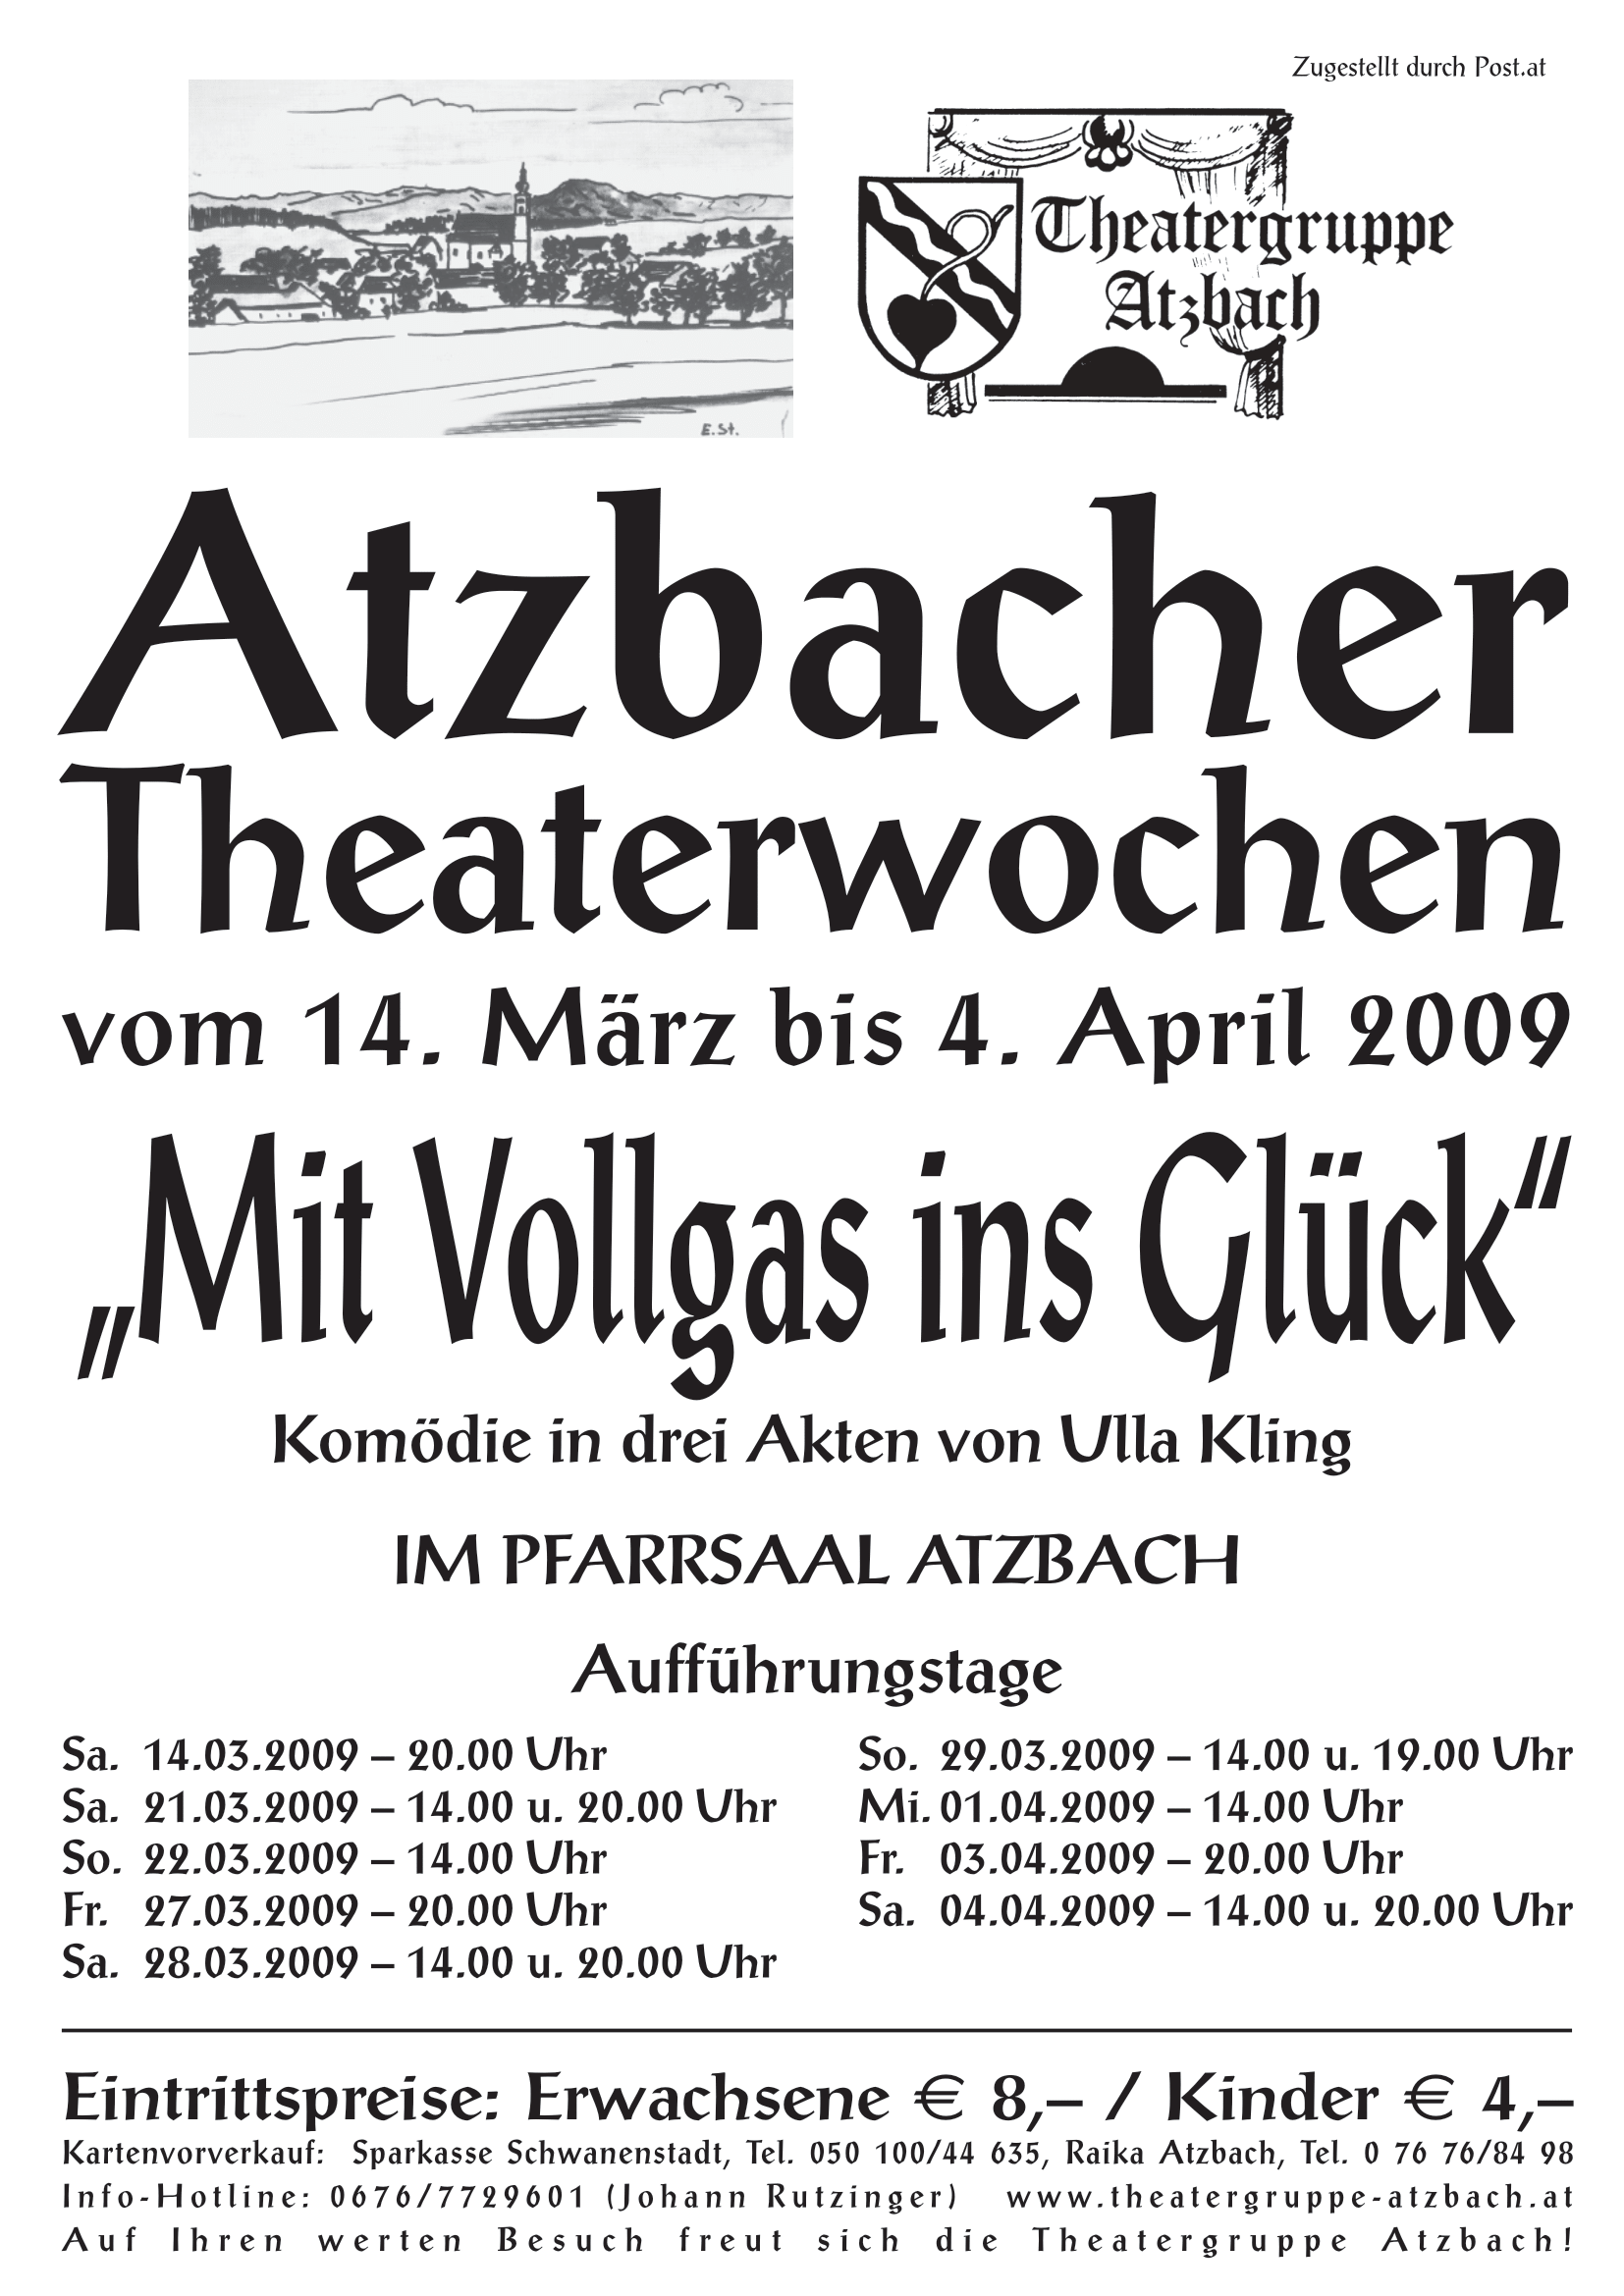 Zugestellt durch Post.at
E.St.
Theatergruppe
Atzbach
Atzbacher
Theaterwochen
vom 14. März bis 4. April 2009
„Mit Vollgas ins Glück“
Komödie in drei Akten von Ulla Kling
IM PFARRSAAL ATZBACH
Aufführungstage
Sa. 14.03.2009 – 20.00 Uhr
Sa. 21.03.2009 – 14.00 u. 20.00 Uhr
So. 22.03.2009 – 14.00 Uhr
Fr. 27.03.2009 – 20.00 Uhr
Sa. 28.03.2009 – 14.00 u. 20.00 Uhr
So. 29.03.2009 – 14.00 u. 19.00 Uhr
Mi. 01.04.2009 – 14.00 Uhr
Fr. 03.04.2009 – 20.00 Uhr
Sa. 04.04.2009 – 14.00 u. 20.00 Uhr
Eintrittspreise: Erwachsene € 8,– / Kinder € 4,–
Kartenvorverkauf: Sparkasse Schwanenstadt, Tel. 050 100/44 635, Raika Atzbach, Tel. 0 76 76/84 98
Info-Hotline: 0676/7729601 (Johann Rutzinger) www.theatergruppe-atzbach.at
Auf Ihren werten Besuch freut sich die Theatergruppe Atzbach!